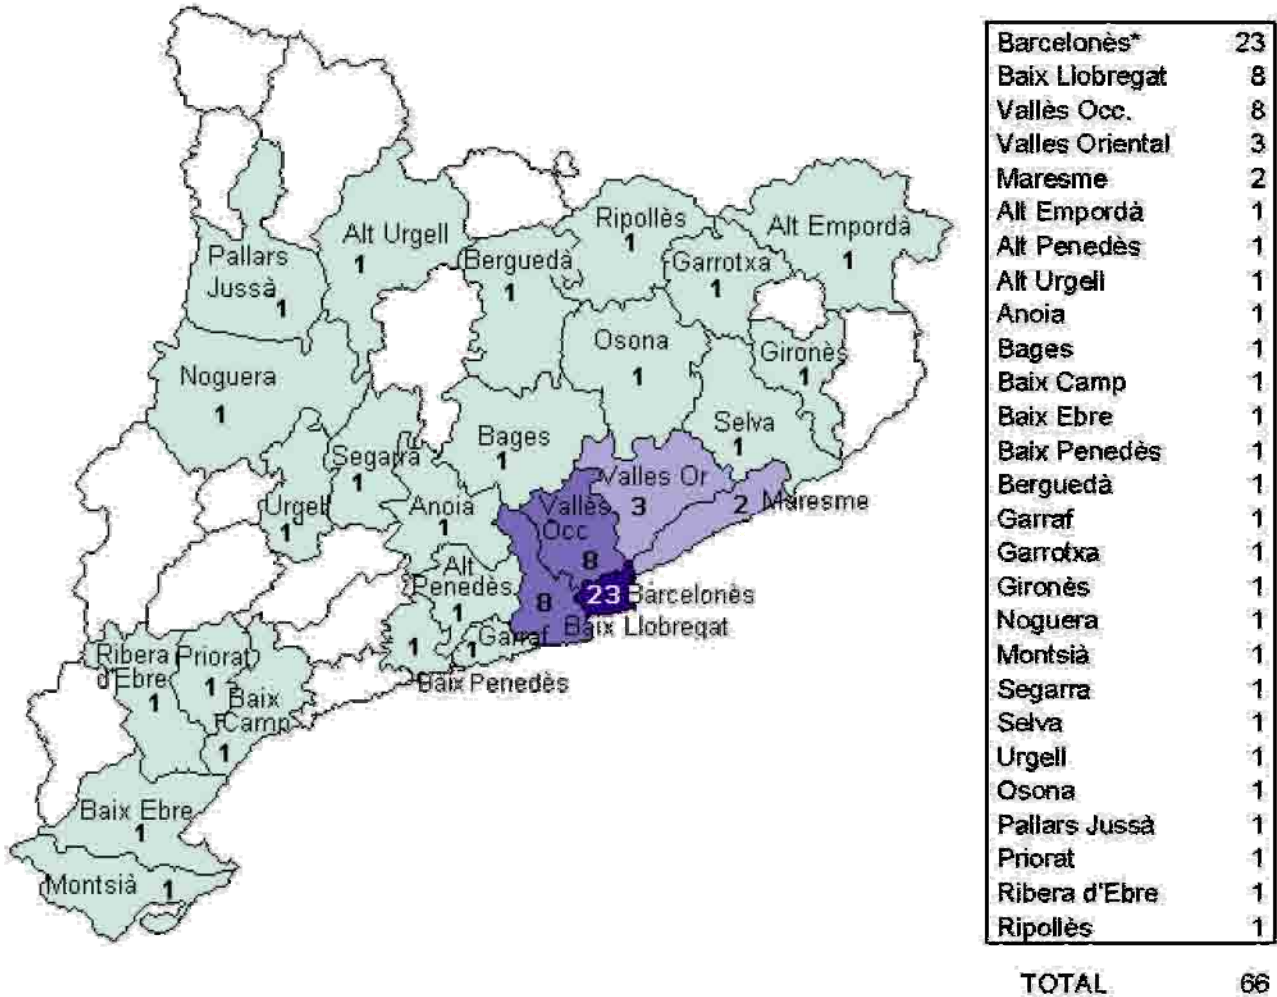 Alt Urgell
1
Ripollès
1
Alt Empordà
1
Pallars
Jussà
1
Berguedà
1
Garrotxa
1
Osona
1
Gironès
1
Noguera
1
Selva
1
Bages
1
Segarra
1
Valles Or
3
2
Maresme
Urgell
1
Anoia
1
Vallès
Occ
8
Alt
Penedès
1
8
23
Barcelonès
Baix Llobregat
1
Garraf
1
Baix Penedès
Ribera
d'Ebre
1
Priorat
1
Baix
Camp
1
Baix Ebre
1
Montsià
1
Barcelonès* 23
Baix Llobregat 8
Vallès Occ. 8
Valles Oriental 3
Maresme 2
Alt Empordà 1
Alt Penedès 1
Alt Urgell 1
Anoia 1
Bages 1
Baix Camp 1
Baix Ebre 1
Baix Penedès 1
Berguedà 1
Garraf 1
Garrotxa 1
Gironès 1
Noguera 1
Montsià 1
Segarra 1
Selva 1
Urgell 1
Osona 1
Pallars Jussà 1
Priorat 1
Ribera d'Ebre 1
Ripollès 1
TOTAL 66